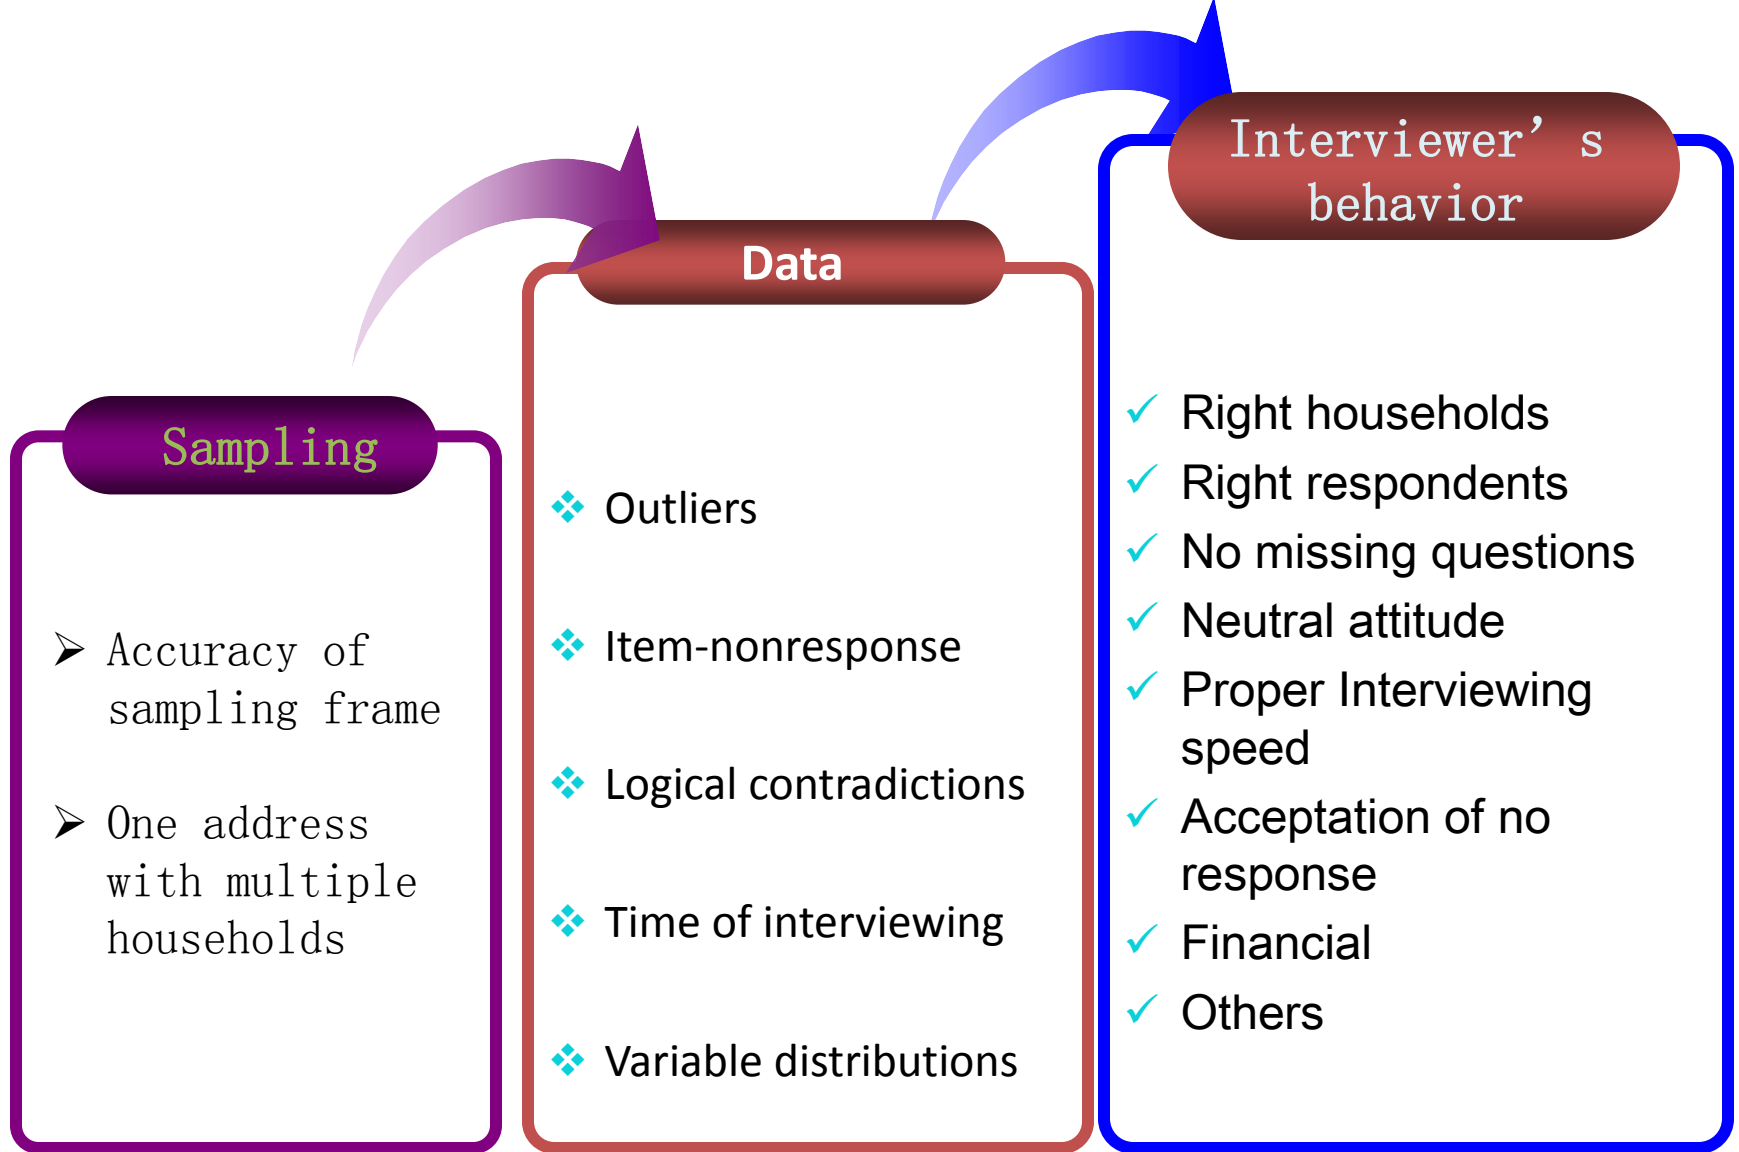 Sampling
Accuracy of
sampling frame
One address
with multiple
households
Data
Outliers
Item-nonresponse
Logical contradictions
Time of interviewing
Variable distributions
Interviewer’s
behavior
Right households
Right respondents
No missing questions
Neutral attitude
Proper Interviewing
speed
Acceptation of no
response
Financial
Others